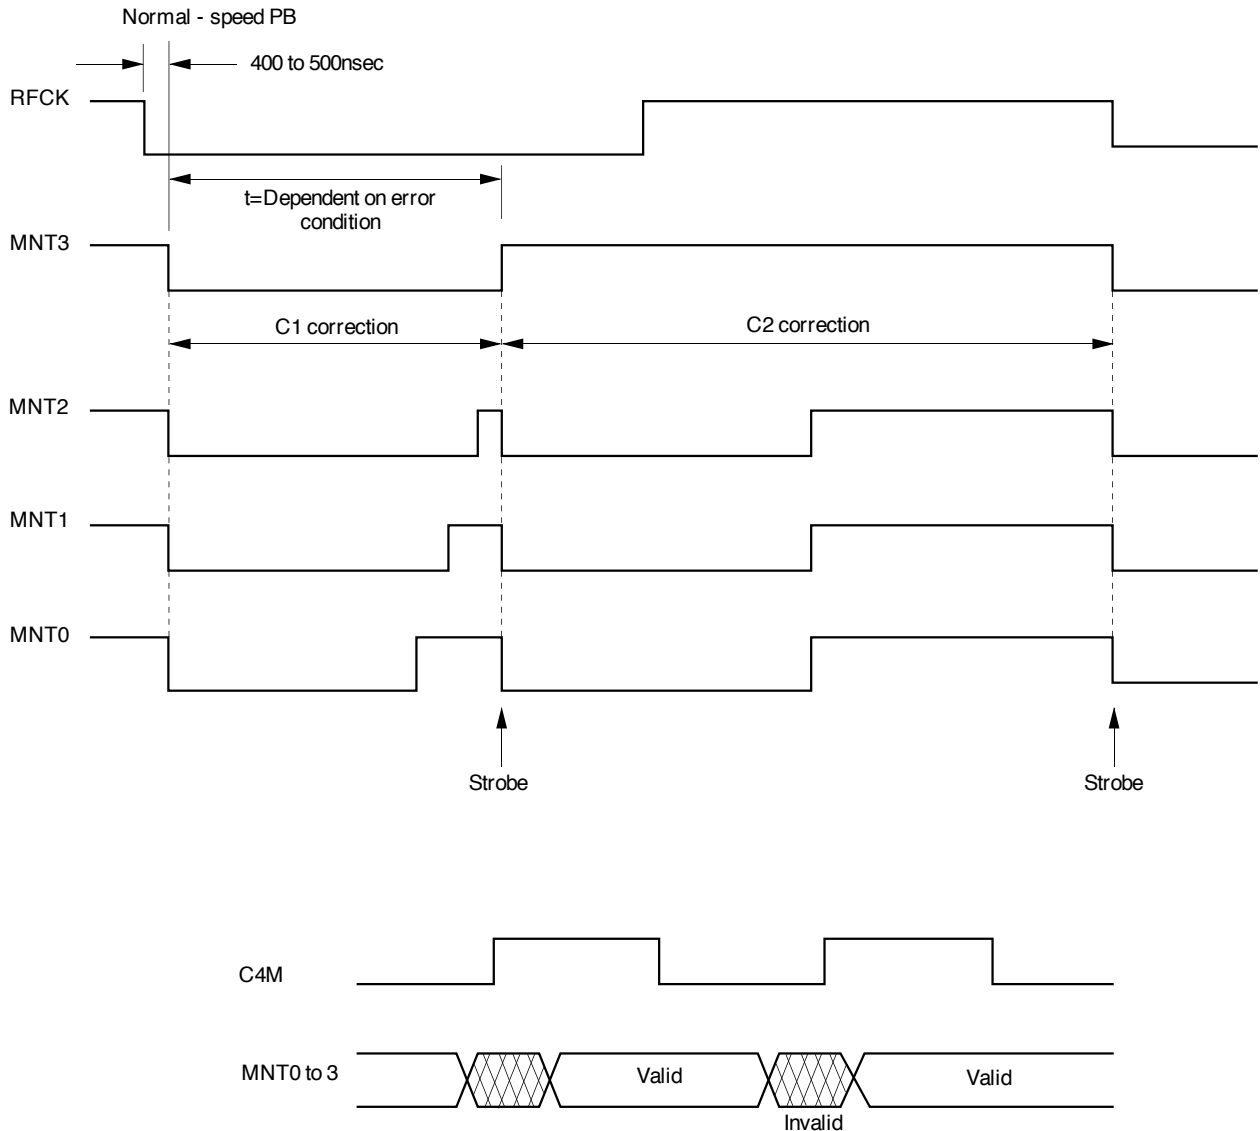 Normal - speed PB
400 to 500nsec
RFCK
t=Dependent on error
condition
MNT3
C1 correction
C2 correction
MNT2
MNT1
MNT0
Strobe
Strobe
C4M
MNT0 to 3
Valid
Valid
Invalid